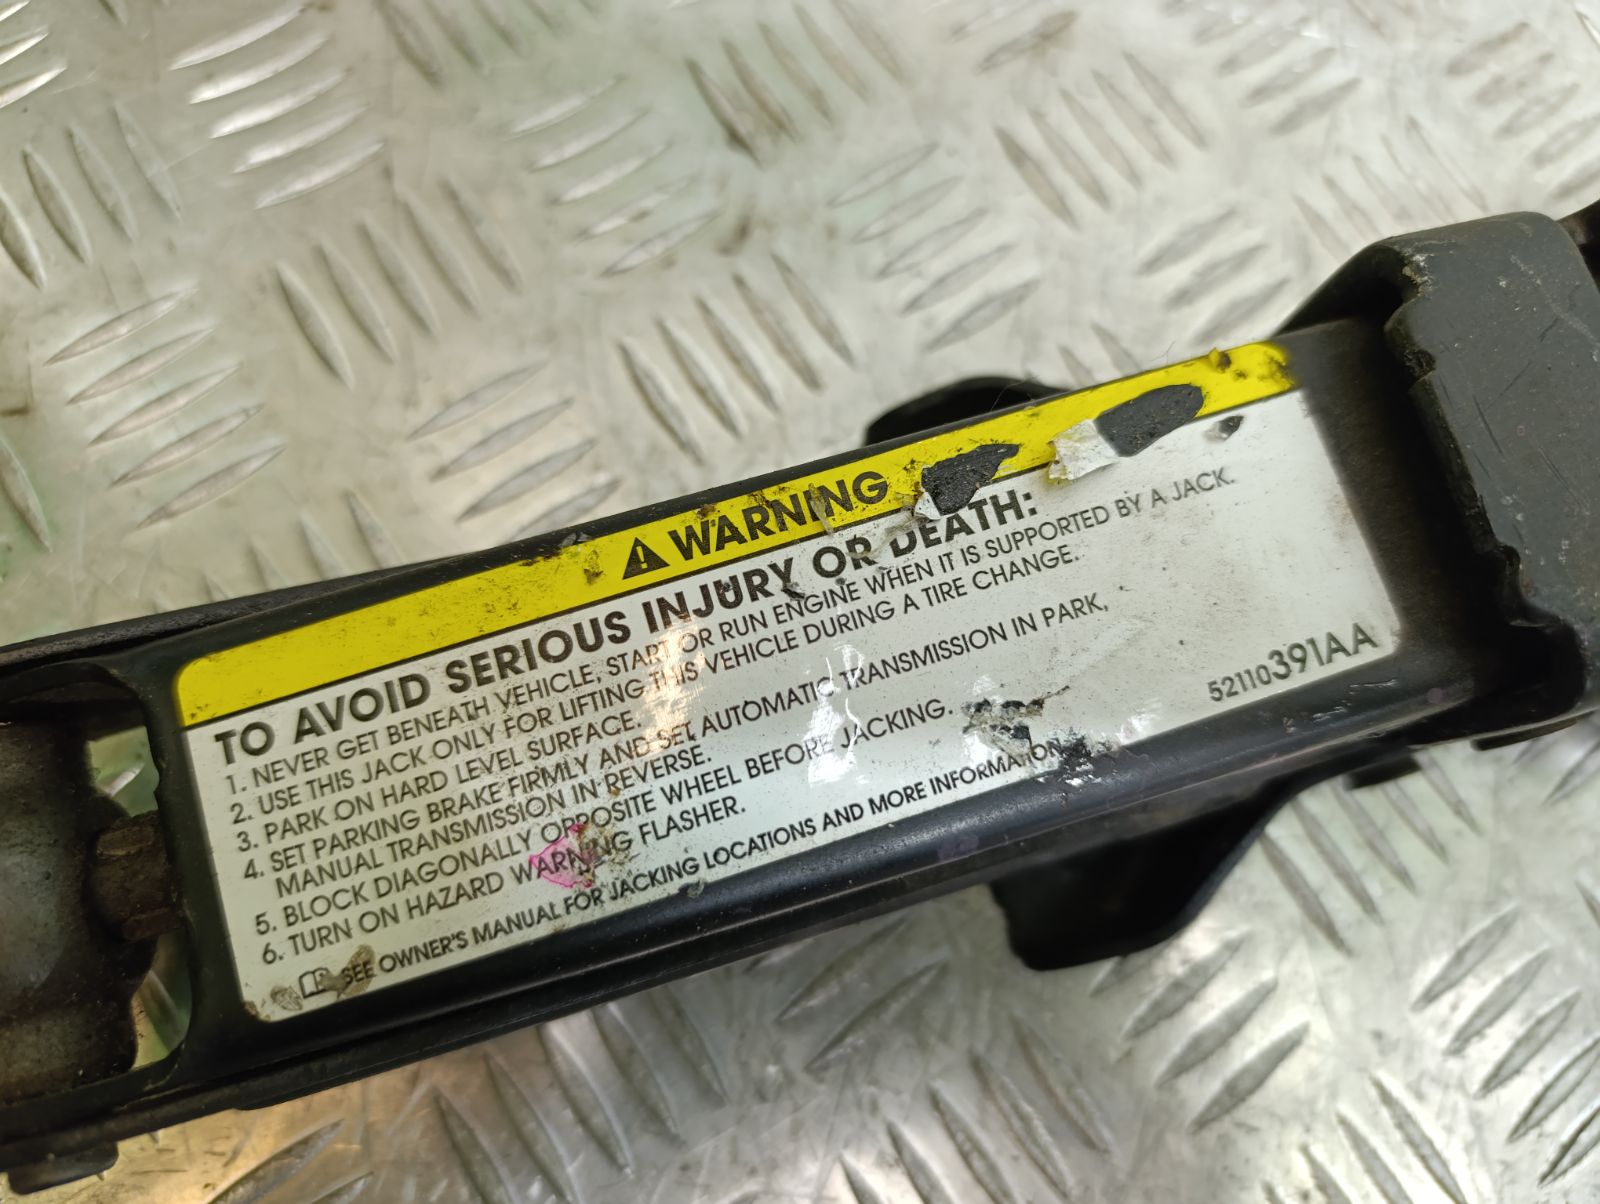 WARNING
TO AVOID SERIOUS INJURY OR DEATH:
1. NEVER GET BENEATH VEHICLE, START OR RUN ENGINE WHEN IT IS SUPPORTED BY A JACK.
2. USE THIS JACK ONLY FOR LIFTING THIS VEHICLE DURING A TIRE CHANGE.
3. PARK ON HARD LEVEL SURFACE.
4. SET PARKING BRAKE FIRMLY AND SET AUTOMATIC TRANSMISSION IN PARK,
MANUAL TRANSMISSION IN REVERSE.
5. BLOCK DIAGONALLY OPPOSITE WHEEL BEFORE JACKING.
6. TURN ON HAZARD WARNING FLASHER.
SEE OWNER'S MANUAL FOR JACKING LOCATIONS AND MORE INFORMATION
52110391AA